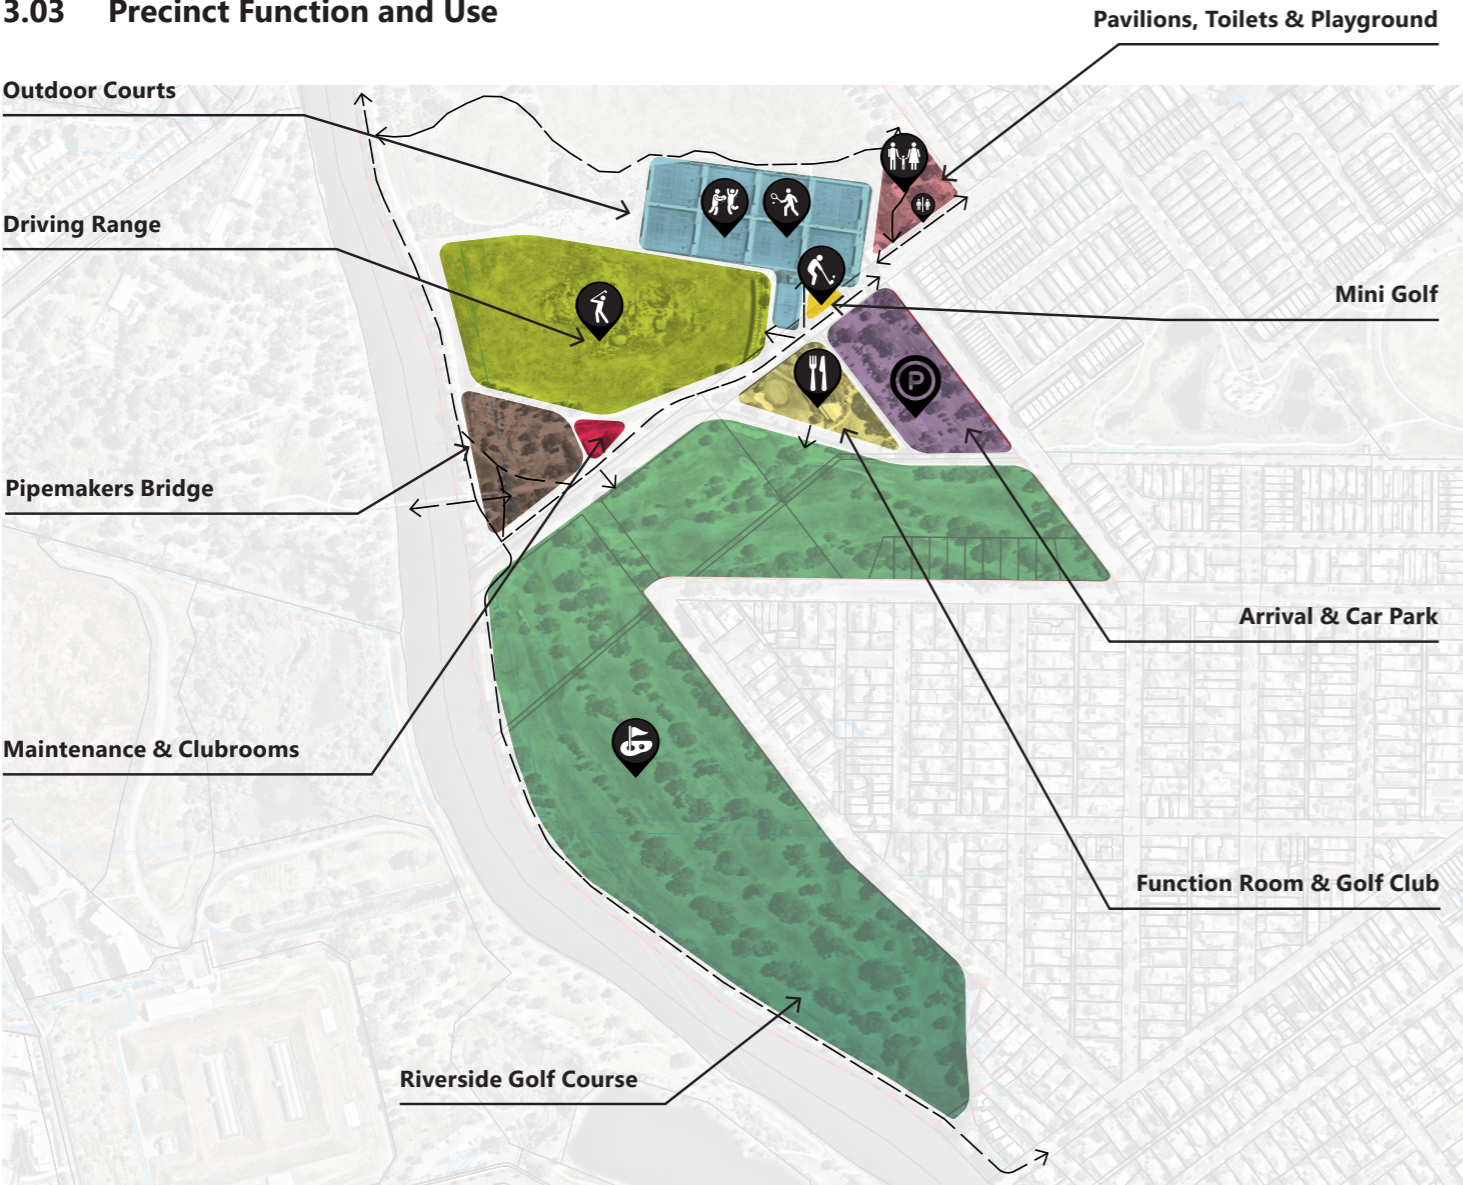 3.03 Precinct Function and Use
Pavilions, Toilets & Playground
Outdoor Courts
Driving Range
Mini Golf
Pipemakers Bridge
Arrival & Car Park
Maintenance & Clubrooms
Function Room & Golf Club
Riverside Golf Course
P